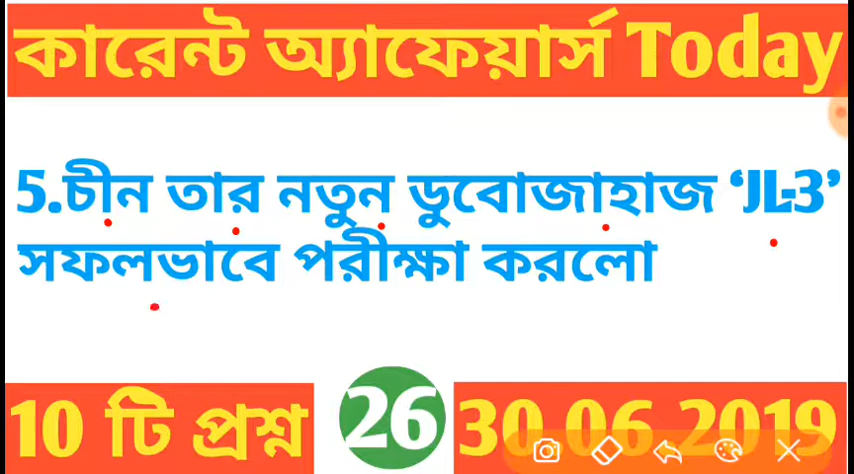 কারেন্ট অ্যাফেয়ার্স Today
5.চীন তার নতুন ডুবোজাহাজ ‘JL-3’
সফলভাবে পরীক্ষা করলো
10 টি প্রশ্ন 26 30.06.2019